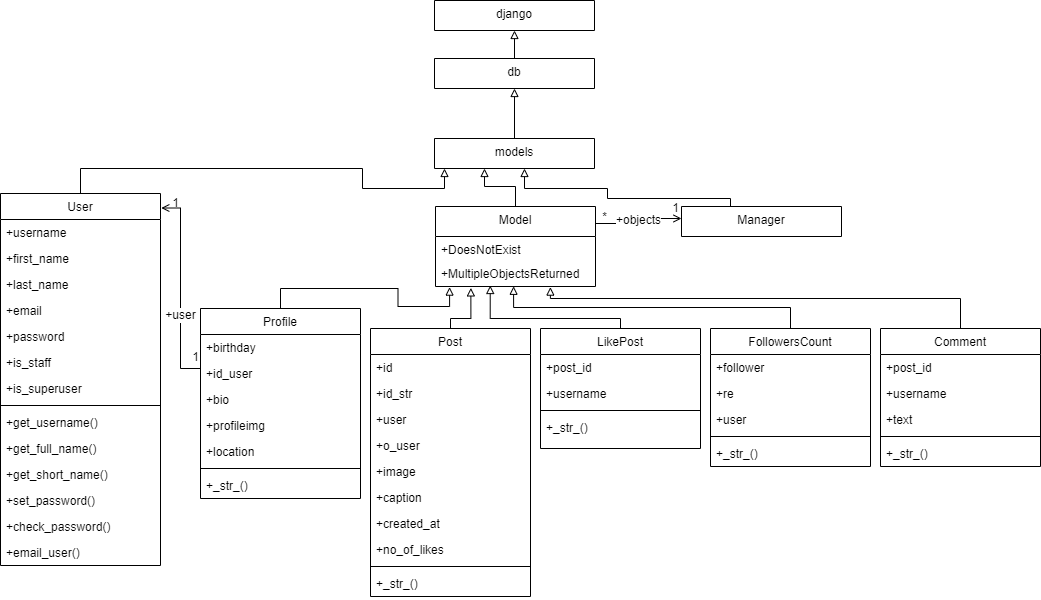 django
db
models
User
+username
+first_name
+last_name
+email
+password
+is_staff
+is_superuser
+get_username()
+get_full_name()
+get_short_name()
+set_password()
+check_password()
+email_user()
1
+user
1
Model
+DoesNotExist
+MultipleObjectsReturned
*
+objects
1
Manager
Profile
+birthday
+id_user
+bio
+profileimg
+location
+_str_()
Post
+id
+id_str
+user
+o_user
+image
+caption
+created_at
+no_of_likes
+_str_()
LikePost
+post_id
+username
+_str_()
FollowersCount
+follower
+re
+user
+_str_()
Comment
+post_id
+username
+text
+_str_()